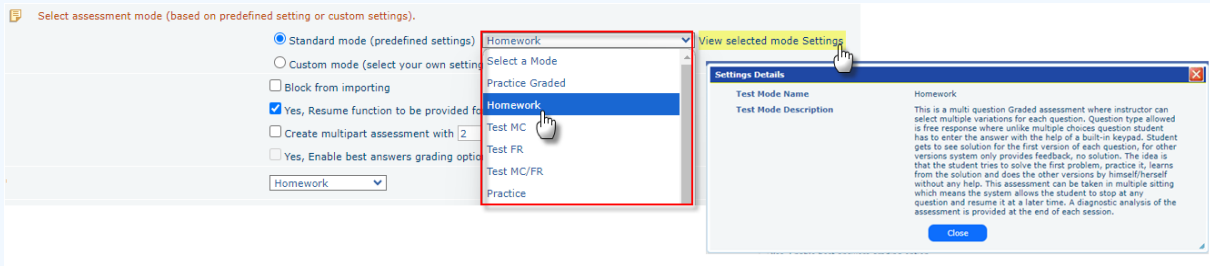 Select assessment mode (based on predefined setting or custom settings).
Standard mode (predefined settings) Homework View selected mode Settings
Custom mode (select your own setting
Block from importing
Yes, Resume function to be provided fo
Create multipart assessment with 2
Yes, Enable best answers grading optio
Homework
Select a Mode
Practice Graded
Homework
Test MC
Test FR
Test MC/FR
Practice
Settings Details
Test Mode Name Homework
Test Mode Description This is a multi question Graded assessment where instructor can
select multiple variations for each question. Question type allowed
is free response where unlike multiple choices question student
has to enter the answer with the help of a built-in keypad. Student
gets to see solution for the first version of each question, for other
versions system only provides feedback, no solution. The idea is
that the student tries to solve the first problem, practice it, learns
from the solution and does the other versions by himself/herself
without any help. This assessment can be taken in multiple sitting
which means the system allows the student to stop at any
question and resume it at a later time. A diagnostic analysis of the
assessment is provided at the end of each session.
Close